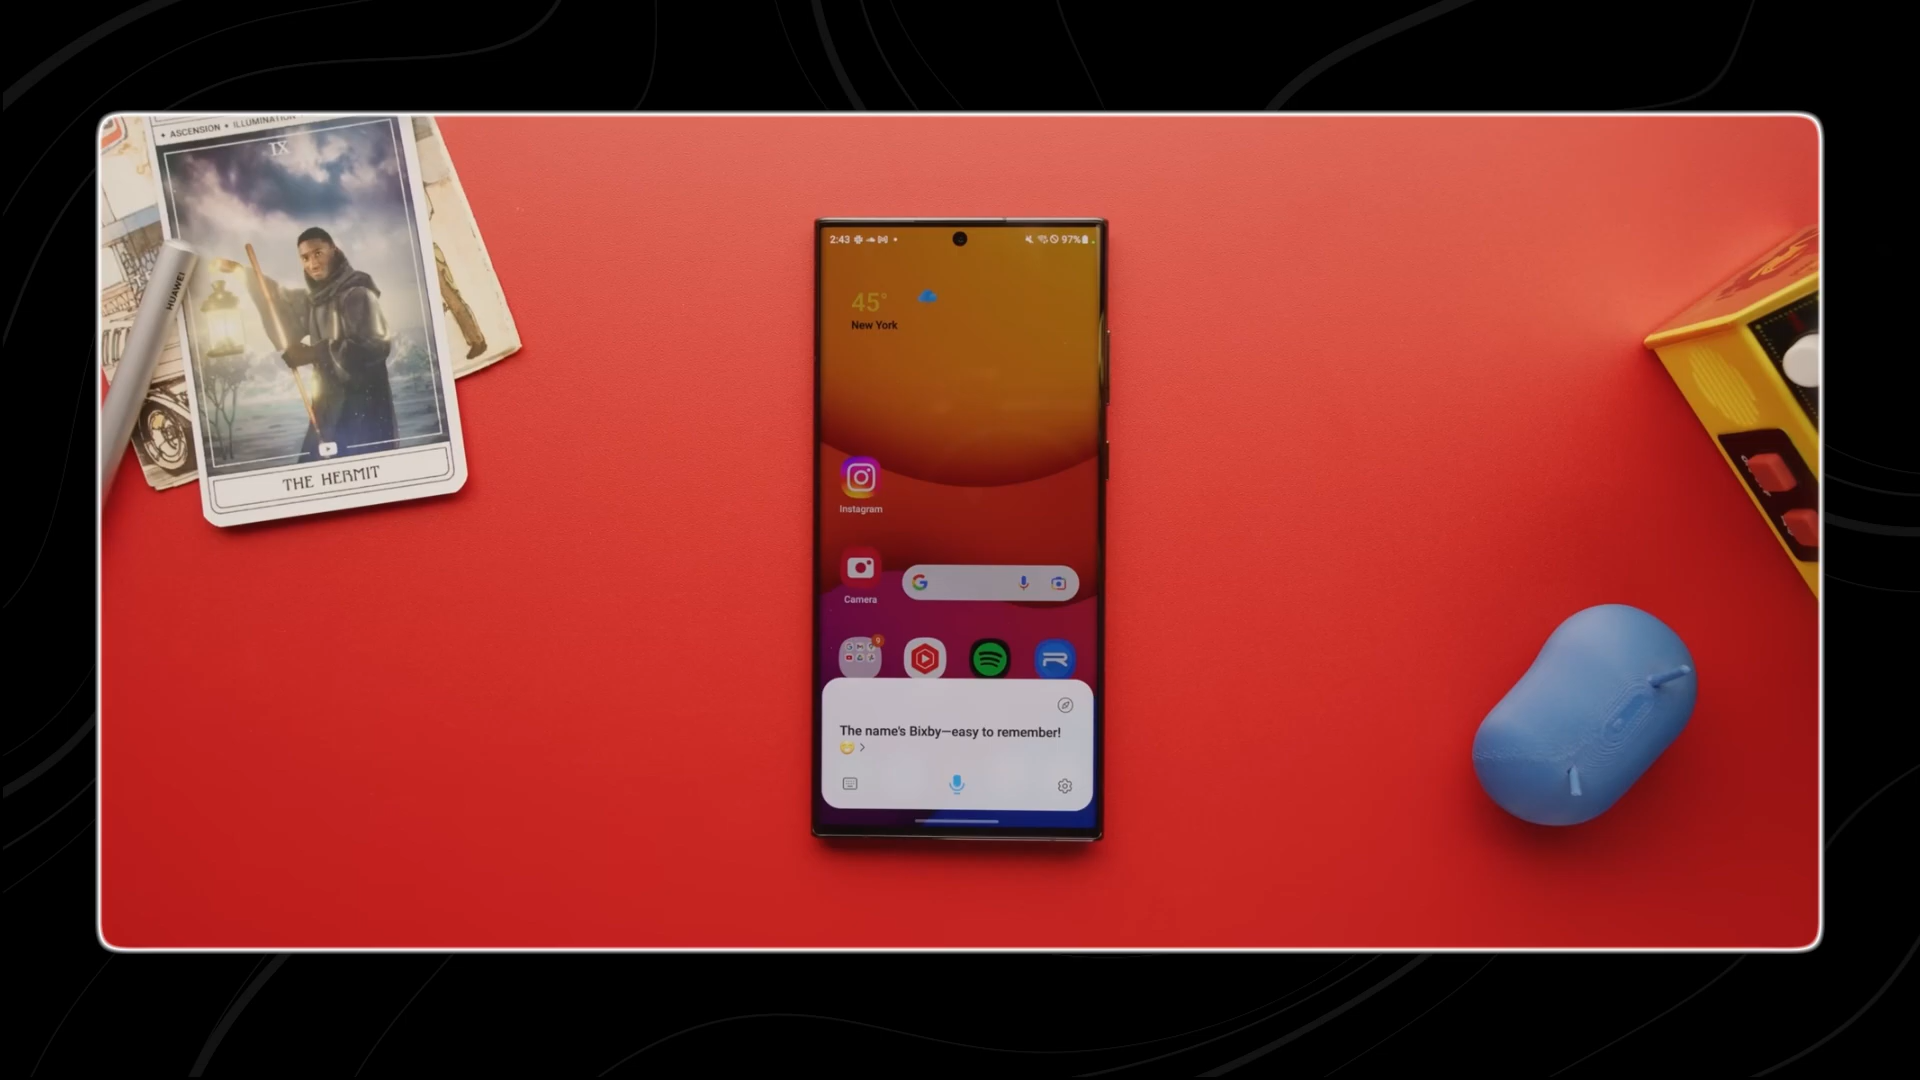 • ASCENSION • ILLUMINATION
IX
HUAWEI
THE HERMIT
2:43
97%
45°
New York
Instagram
Camera
9
The name's Bixby—easy to remember!